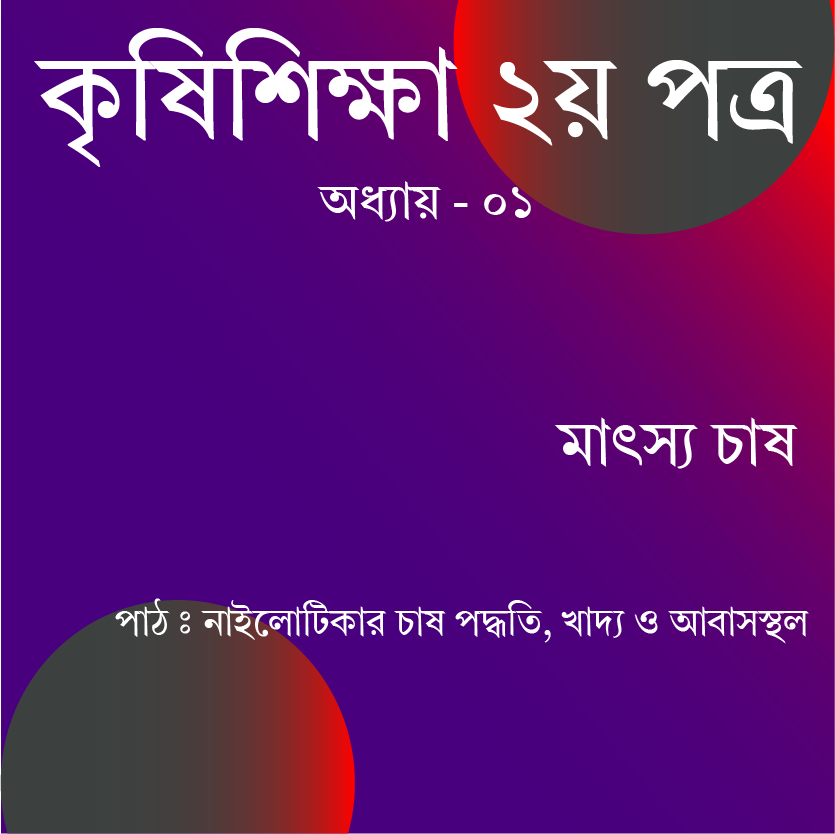 কৃষিশিক্ষা ২য় পত্র
অধ্যায় - ০১
মাৎস্য চাষ
পাঠ ঃ নাইলোটিকার চাষ পদ্ধতি, খাদ্য ও আবাসস্থল